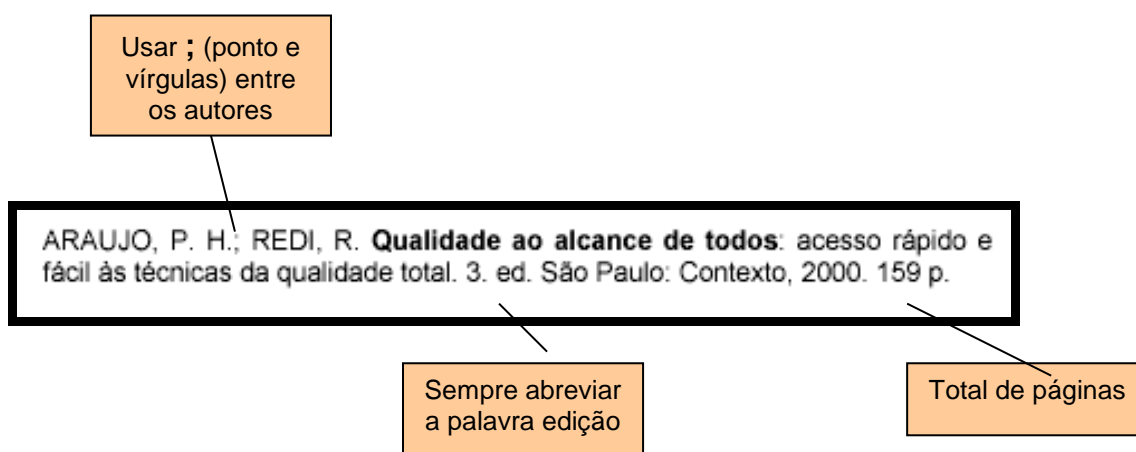 Usar ; (ponto e
vírgulas) entre
os autores
ARAUJO, P. H.; REDI, R. Qualidade ao alcance de todos: acesso rápido e
fácil às técnicas da qualidade total. 3. ed. São Paulo: Contexto, 2000. 159 p.
Sempre abreviar
a palavra edição
Total de páginas